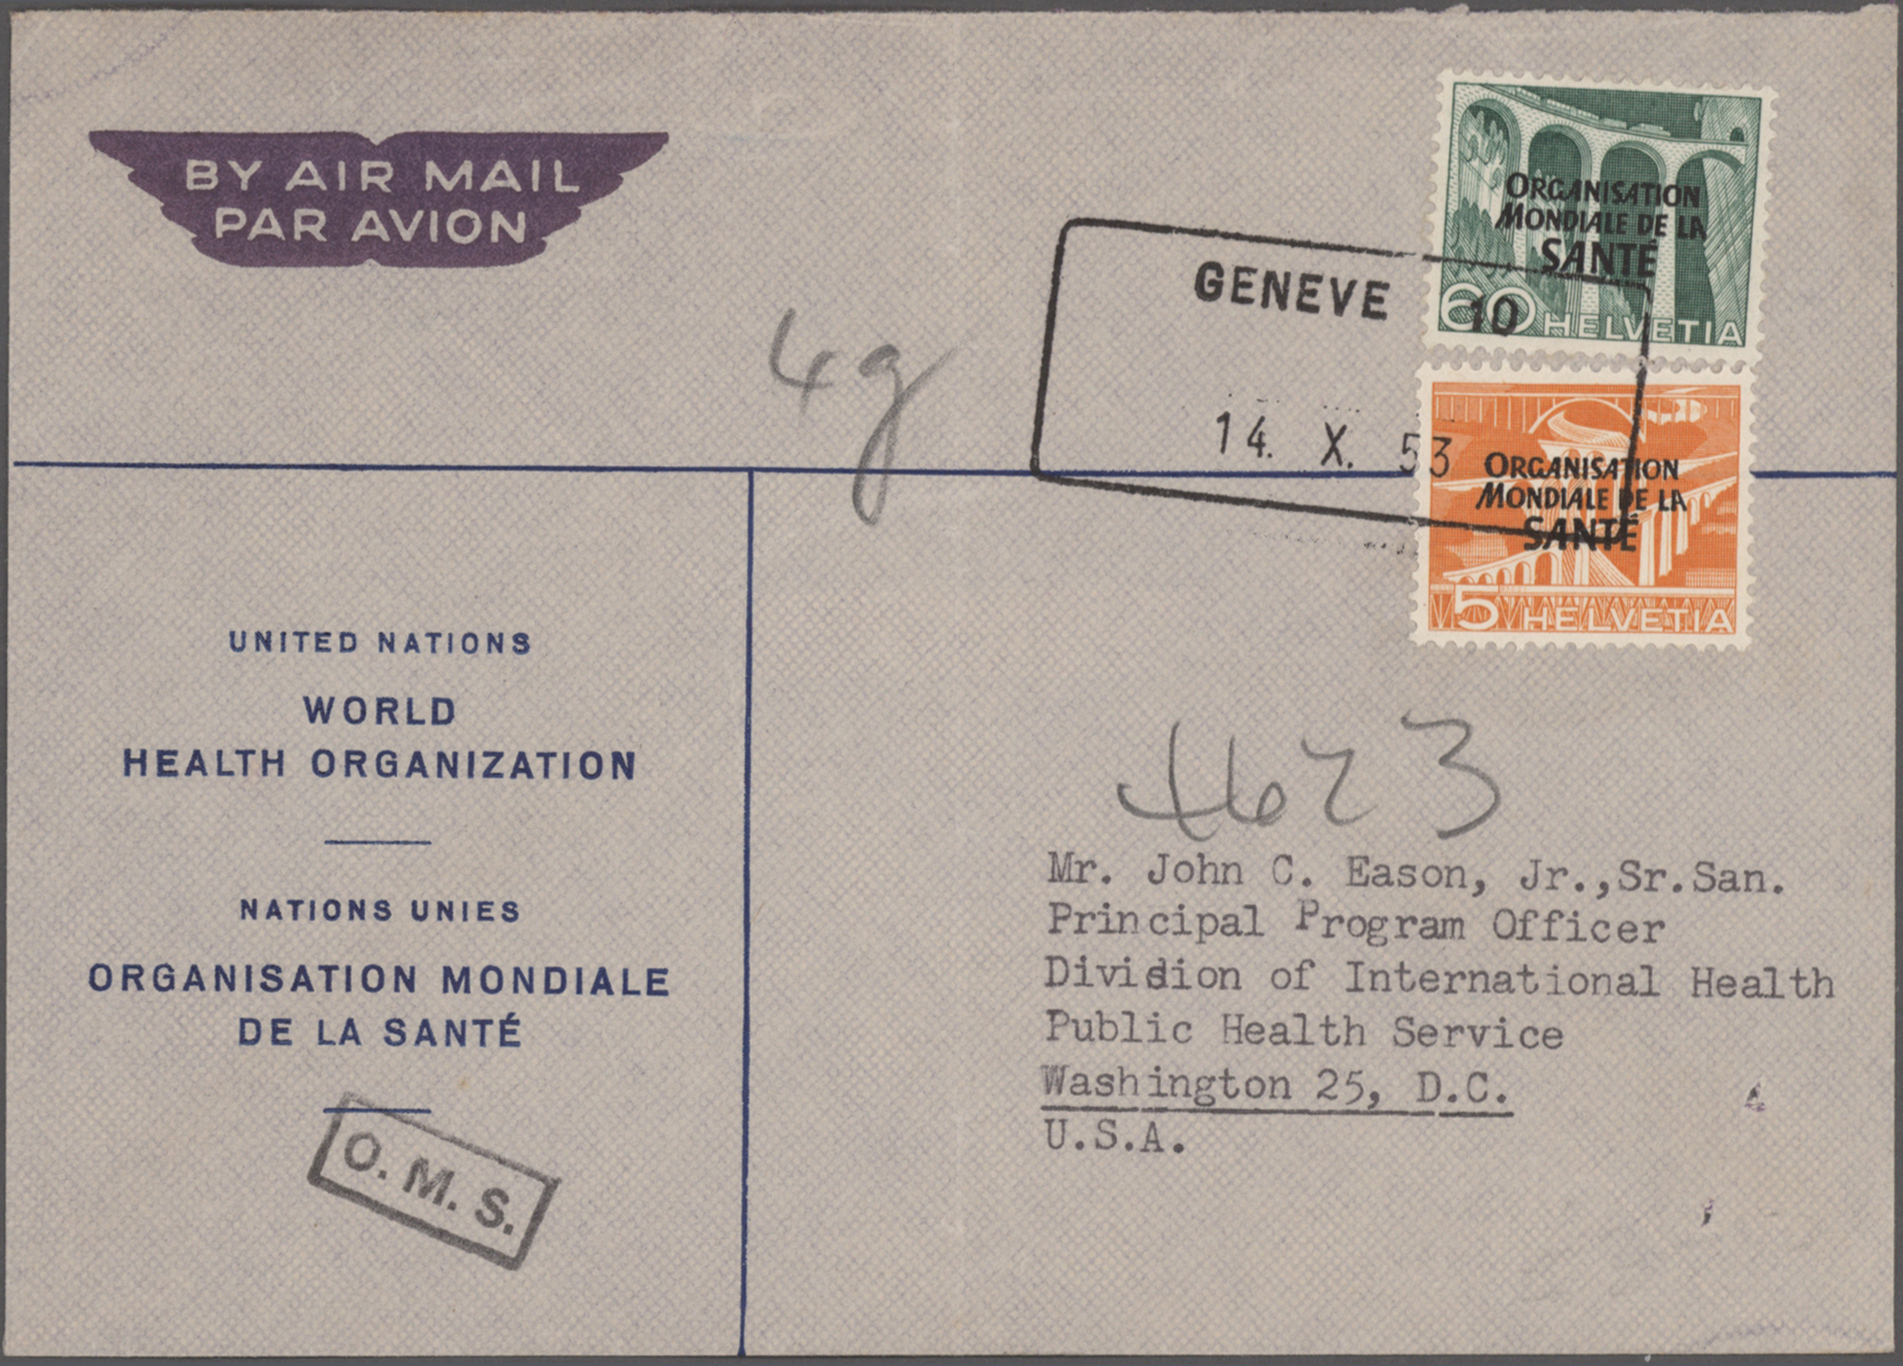 BY AIR MAIL
PAR AVION
ORGANISATION
MONDIALE DE LA
SANTÉ
60 HELVETIA
GENEVE 10
14. X. 53
ORGANISATION
MONDIALE DE LA
SANTÉ
5 HELVETIA
4g
UNITED NATIONS
WORLD
HEALTH ORGANIZATION
NATIONS UNIES
ORGANISATION MONDIALE
DE LA SANTÉ
O. M. S.
Mr. John C. Eason, Jr.,Sr.San.
Principal Program Officer
Division of International Health
Public Health Service
Washington 25, D.C.
U.S.A.